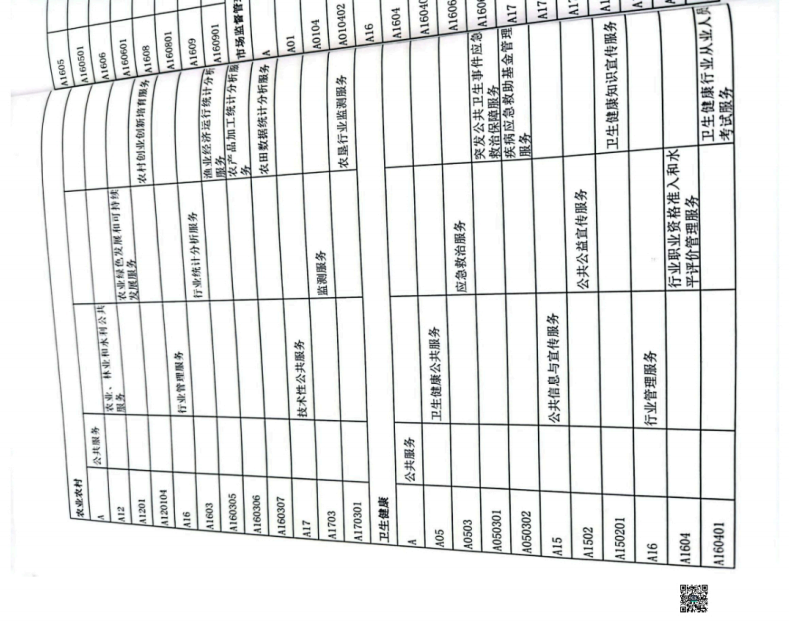 农业农村
A 公共服务
A12 农业、林业和水利公共
服务
A1201 农业绿色发展和可持续
发展服务
A120104 农村创业创新培育服务
A16 行业管理服务
A1603 行业统计分析服务
A160305 渔业经济运行统计分析
服务
A160306 农产品加工统计分析服
务
A160307 农田数据统计分析服务
A17 技术性公共服务
A1703 监测服务
A170301 农垦行业监测服务
卫生健康
A 公共服务
A05 卫生健康公共服务
A0503 应急救治服务
A050301 突发公共卫生事件应急
救治保障服务
A050302 疾病应急救助基金管理
服务
A15 公共信息与宣传服务
A1502 公共公益宣传服务
A150201 卫生健康知识宣传服务
A16 行业管理服务
A1604 行业职业资格准入和水
平评价管理服务
A160401 卫生健康行业从业人员
考试服务
A1605
A160501
A1606
A160601
A1608
A160801
A1609
A160901
市场监督管
A
A01
A0104
A010402
A16
A1604
A16040
A1606
A1606
A17
A17
A17